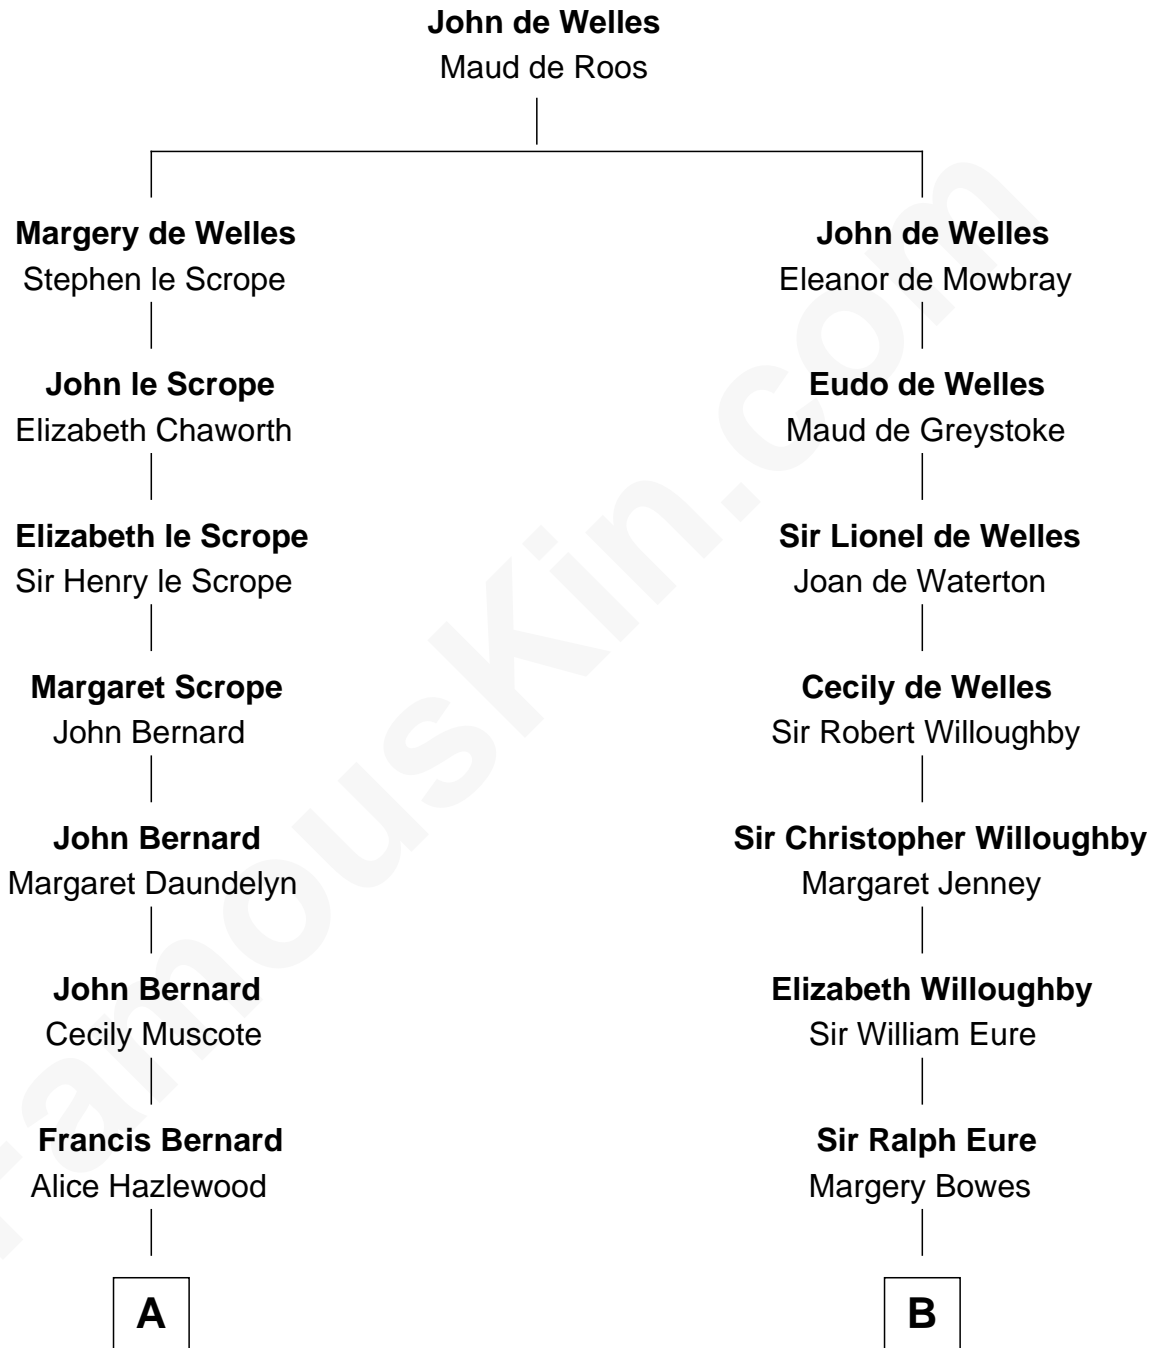 John de Welles
Maud de Roos
Margery de Welles
Stephen le Scrope
John le Scrope
Elizabeth Chaworth
Elizabeth le Scrope
Sir Henry le Scrope
Margaret Scrope
John Bernard
John Bernard
Margaret Daundelyn
John Bernard
Cecily Muscote
Francis Bernard
Alice Hazlewood
A
John de Welles
Eleanor de Mowbray
Eudo de Welles
Maud de Greystoke
Sir Lionel de Welles
Joan de Waterton
Cecily de Welles
Sir Robert Willoughby
Sir Christopher Willoughby
Margaret Jenney
Elizabeth Willoughby
Sir William Eure
Sir Ralph Eure
Margery Bowes
B
FamousKin.com